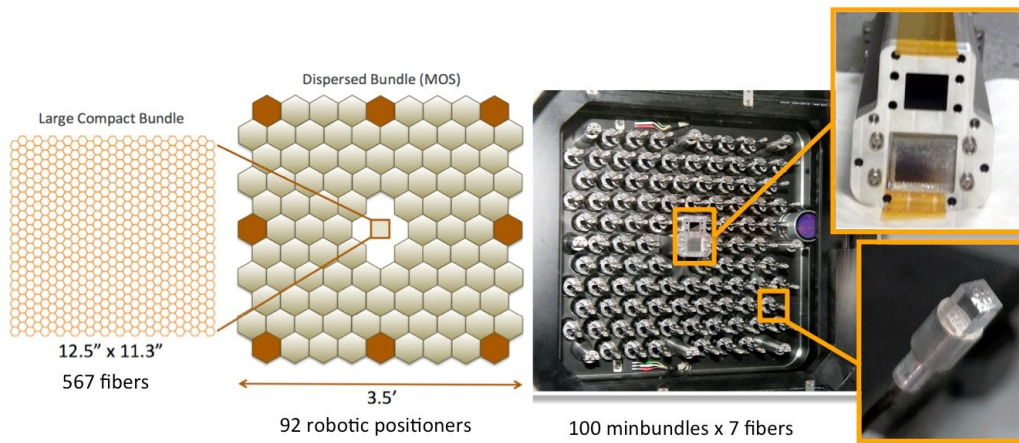 Dispersed Bundle (MOS)
Large Compact Bundle
12.5” x 11.3”
567 fibers
3.5’
92 robotic positioners
100 minbundles x 7 fibers